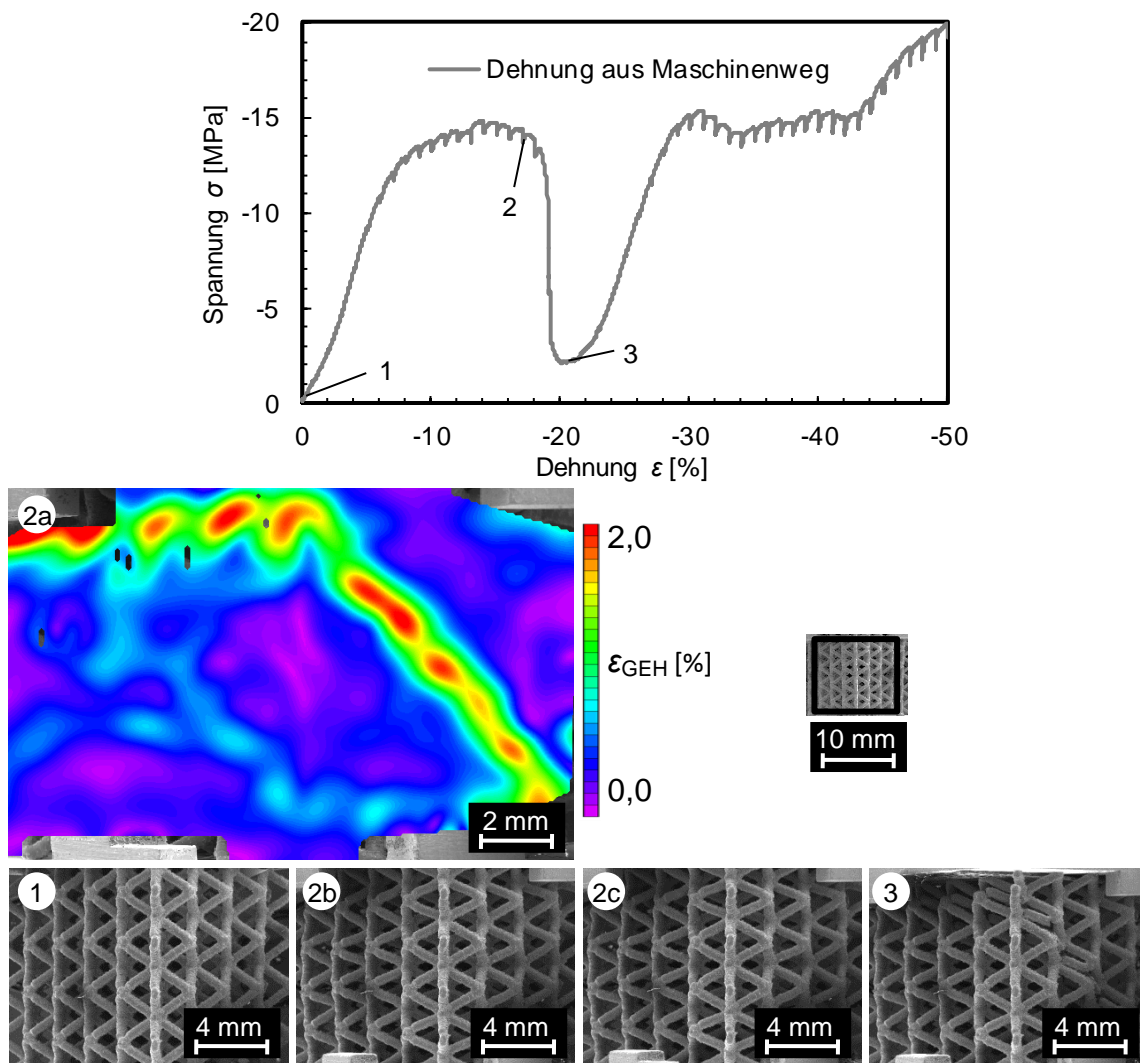 -20
-15
-10
-5
0
Spannung σ [MPa]
Dehnung aus Maschinenweg
1
2
3
0 -10 -20 -30 -40 -50
Dehnung ε [%]
2a
2,0
εGEH [%]
0,0
2 mm
10 mm
1
4 mm
2b
4 mm
2c
4 mm
3
4 mm